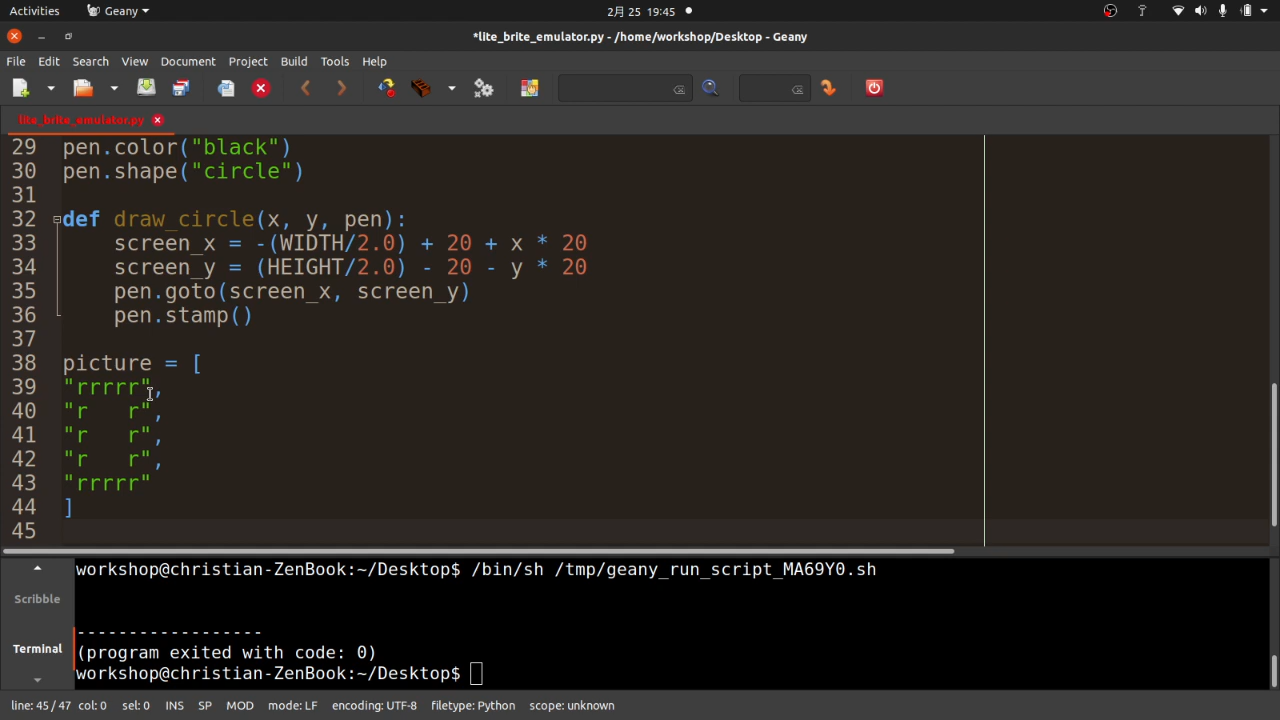 Activities Geany 2月 25 19:45
*lite_brite_emulator.py - /home/workshop/Desktop - Geany
File Edit Search View Document Project Build Tools Help
lite_brite_emulator.py
29 pen.color("black")
30 pen.shape("circle")
31
32 def draw_circle(x, y, pen):
33     screen_x = -(WIDTH/2.0) + 20 + x * 20
34     screen_y = (HEIGHT/2.0) - 20 - y * 20
35     pen.goto(screen_x, screen_y)
36     pen.stamp()
37
38 picture = [
39 "rrrrr",
40 "r   r",
41 "r   r",
42 "r   r",
43 "rrrrr"
44 ]
45
Scribble
Terminal
workshop@christian-ZenBook:~/Desktop$ /bin/sh /tmp/geany_run_script_MA69Y0.sh
------------------
(program exited with code: 0)
workshop@christian-ZenBook:~/Desktop$
line: 45 / 47 col: 0 sel: 0 INS SP MOD mode: LF encoding: UTF-8 filetype: Python scope: unknown